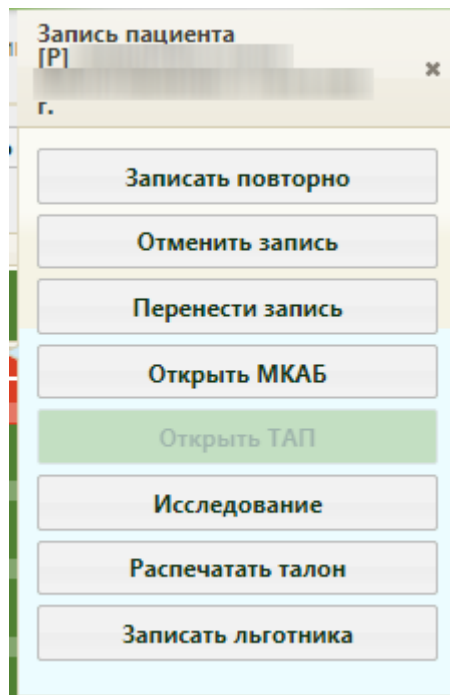 Запись пациента
[Р]
г.
Записать повторно
Отменить запись
Перенести запись
Открыть МКАБ
Открыть ТАП
Исследование
Распечатать талон
Записать льготника